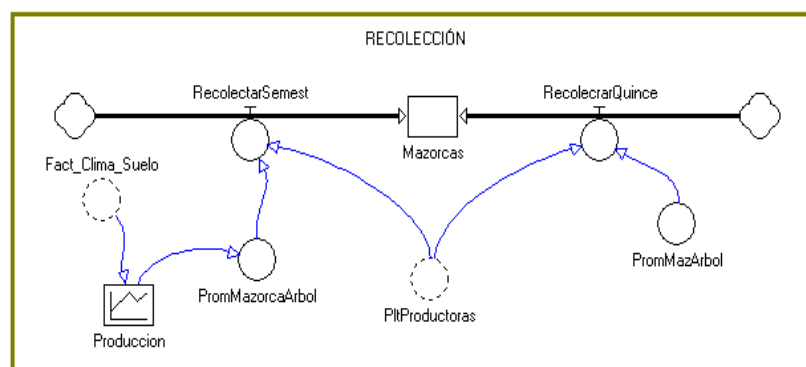 RECOLECCIÓN
RecolectarSemest
RecolecrarQuince
Mazorcas
Fact_Clima_Suelo
PromMazorcaArbol
PromMazArbol
PltProductoras
Produccion